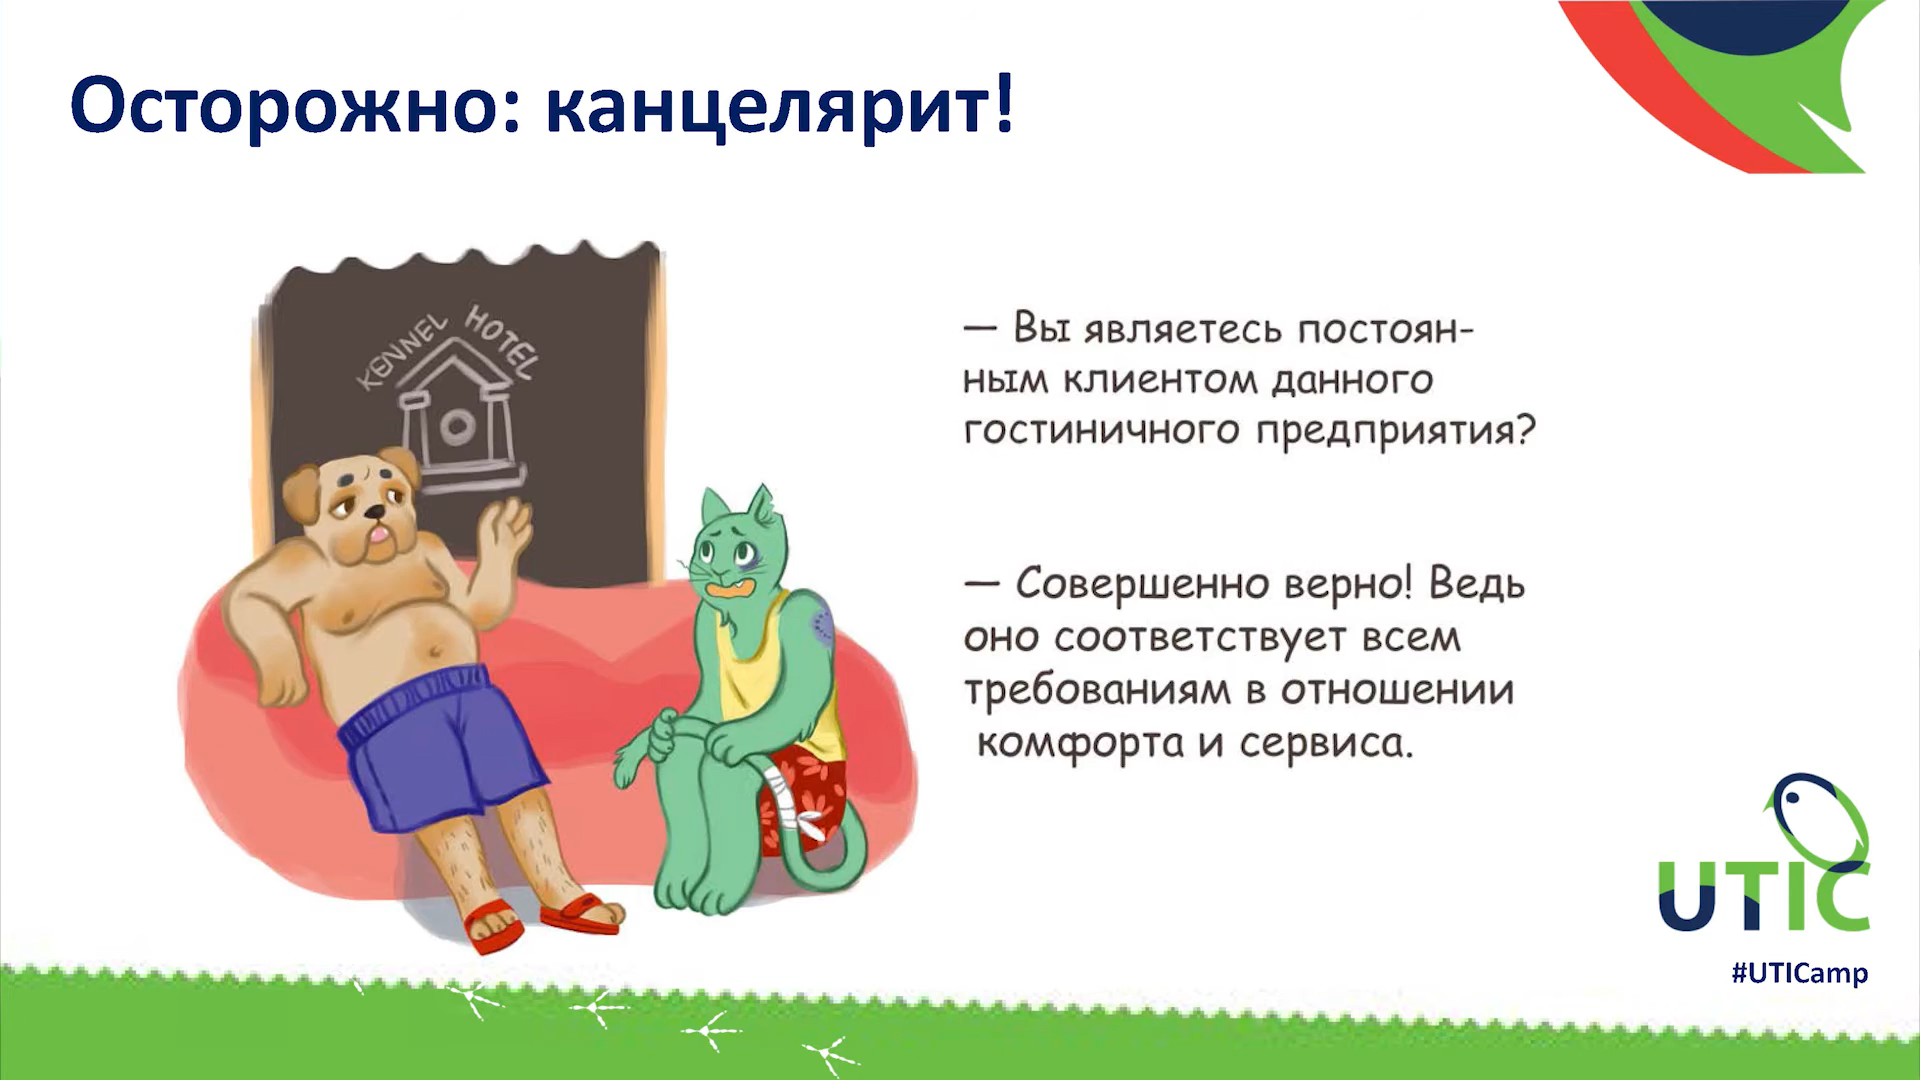 Осторожно: канцелярит!
KENNEL HOTEL
— Вы являетесь постоян-
ным клиентом данного
гостиничного предприятия?
— Совершенно верно! Ведь
оно соответствует всем
требованиям в отношении
комфорта и сервиса.
UTIC
#UTICamp